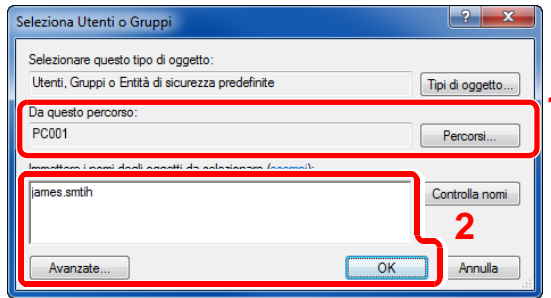 Seleziona Utenti o Gruppi
Selezionare questo tipo di oggetto:
Utenti, Gruppi o Entità di sicurezza predefinite
Tipi di oggetto...
Da questo percorso:
PC001
Percorsi...
Immettere i nomi degli oggetti da selezionare (esempi):
james.smtih
Controlla nomi
2
Avanzate...
OK
Annulla